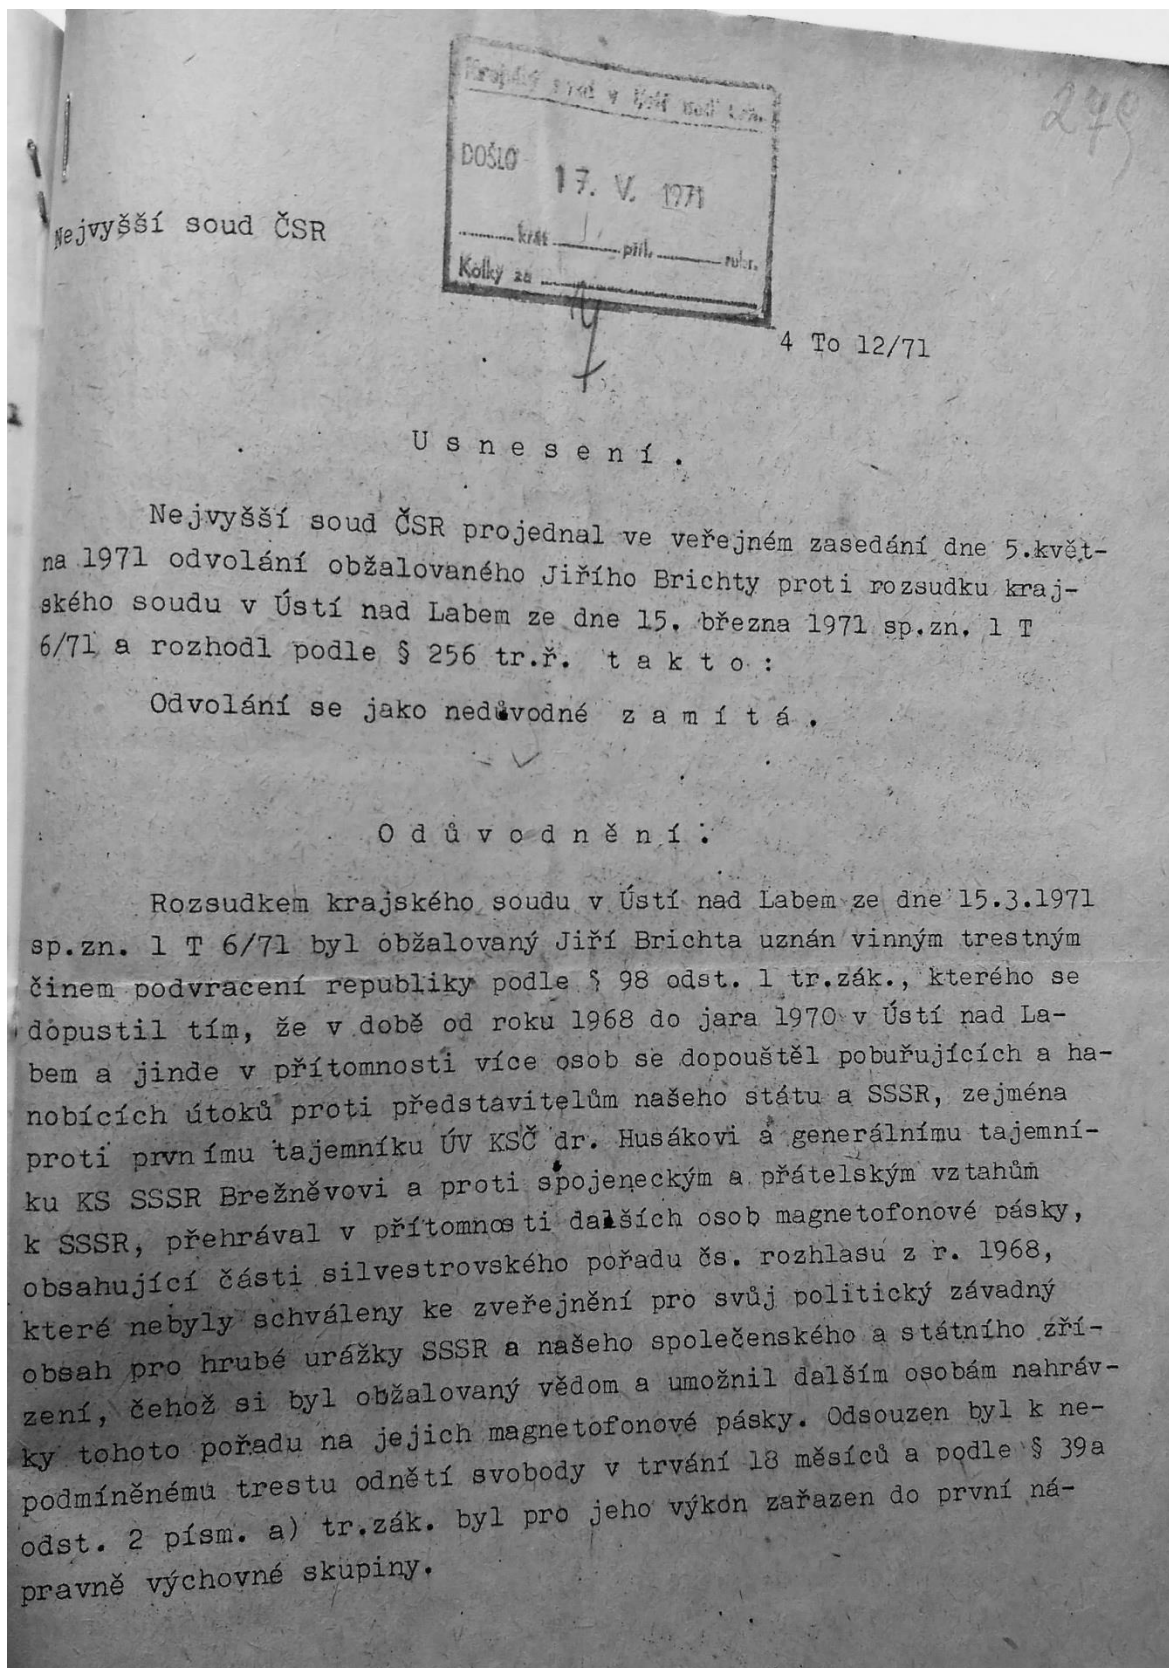 Krajský soud v Ústí nad Lab.
279
DOŠLO 17. V. 1971
krát příl. rubr.
Kolky za
Nejvyšší soud ČSR
4 To 12/71
U s n e s e n í .
Nejvyšší soud ČSR projednal ve veřejném zasedání dne 5.květ-
na 1971 odvolání obžalovaného Jiřího Brichty proti rozsudku kraj-
ského soudu v Ústí nad Labem ze dne 15. března 1971 sp.zn. 1 T
6/71 a rozhodl podle § 256 tr.ř. t a k t o :
Odvolání se jako nedůvodné z a m í t á .
O d ů v o d n ě n í :
Rozsudkem krajského soudu v Ústí nad Labem ze dne 15.3.1971
sp.zn. 1 T 6/71 byl obžalovaný Jiří Brichta uznán vinným trestným
činem podvracení republiky podle § 98 odst. 1 tr.zák., kterého se
dopustil tím, že v době od roku 1968 do jara 1970 v Ústí nad La-
bem a jinde v přítomnosti více osob se dopouštěl pobuřujících a ha-
nobících útoků proti představitelům našeho státu a SSSR, zejména
proti prvnímu tajemníku ÚV KSČ dr. Husákovi a generálnímu tajemní-
ku KS SSSR Brežněvovi a proti spojeneckým a přátelským vztahům
k SSSR, přehrával v přítomnosti dalších osob magnetofonové pásky,
obsahující části silvestrovského pořadu čs. rozhlasu z r. 1968,
které nebyly schváleny ke zveřejnění pro svůj politický závadný
obsah pro hrubé urážky SSSR a našeho společenského a státního zří-
zení, čehož si byl obžalovaný vědom a umožnil dalším osobám nahráv-
ky tohoto pořadu na jejich magnetofonové pásky. Odsouzen byl k ne-
podmíněnému trestu odnětí svobody v trvání 18 měsíců a podle § 39a
odst. 2 písm. a) tr.zák. byl pro jeho výkon zařazen do první ná-
pravně výchovné skupiny.